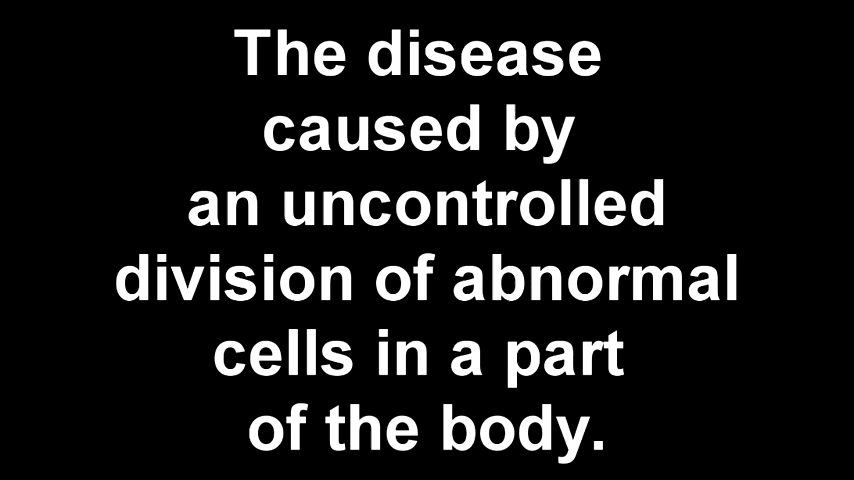 The disease
caused by
an uncontrolled
division of abnormal
cells in a part
of the body.